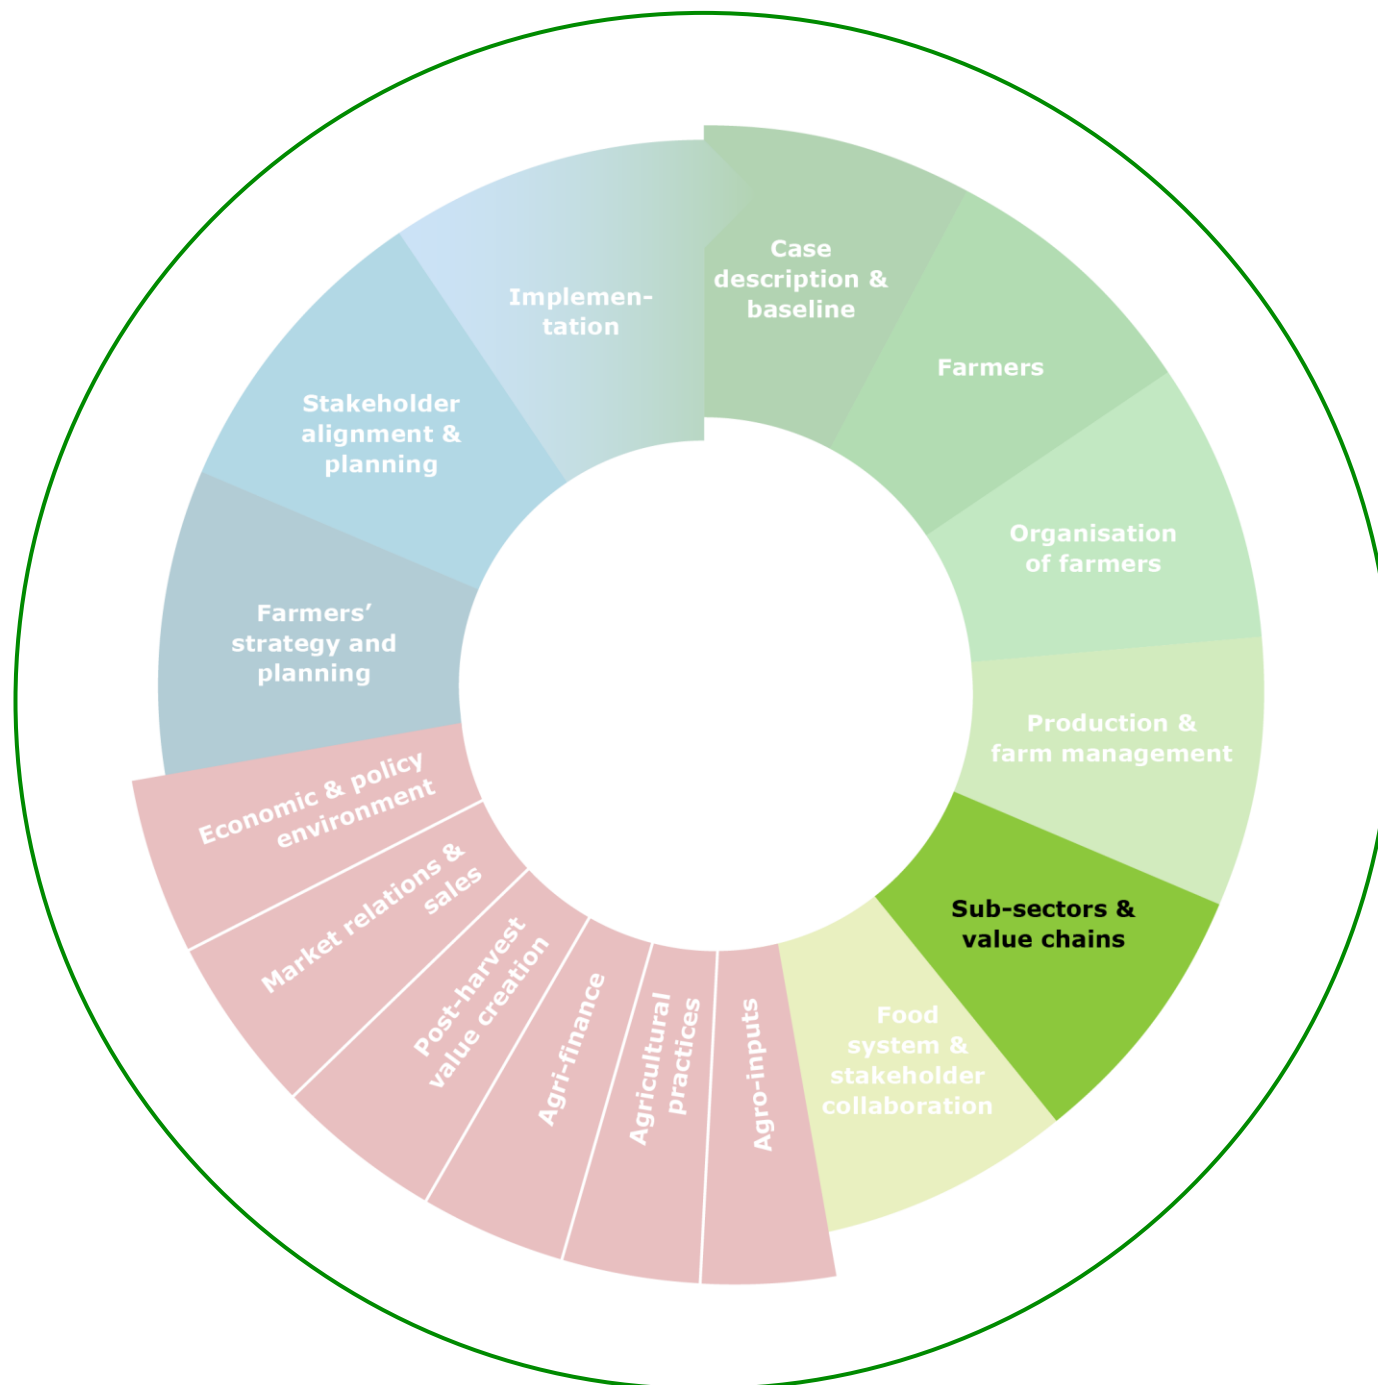 Case
description &
baseline
Farmers
Organisation
of farmers
Production &
farm management
Sub-sectors &
value chains
Food
system &
stakeholder
collaboration
Agro-inputs
Agricultural
practices
Agri-finance
Post-harvest
value creation
Market relations &
sales
Economic & policy
environment
Farmers’
strategy and
planning
Stakeholder
alignment &
planning
Implemen-
tation